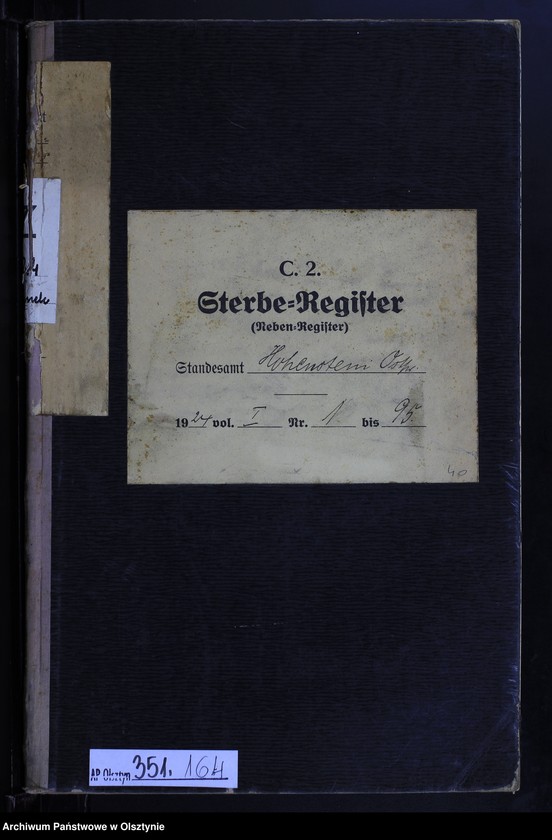 C. 2.
Sterbe-Regiſter
(Neben-Regiſter)
Standesamt Hohenstein Ostpr
1924 vol. I Nr. 1 bis 95
40
AP Olsztyn 351. 164
Archiwum Państwowe w Olsztynie